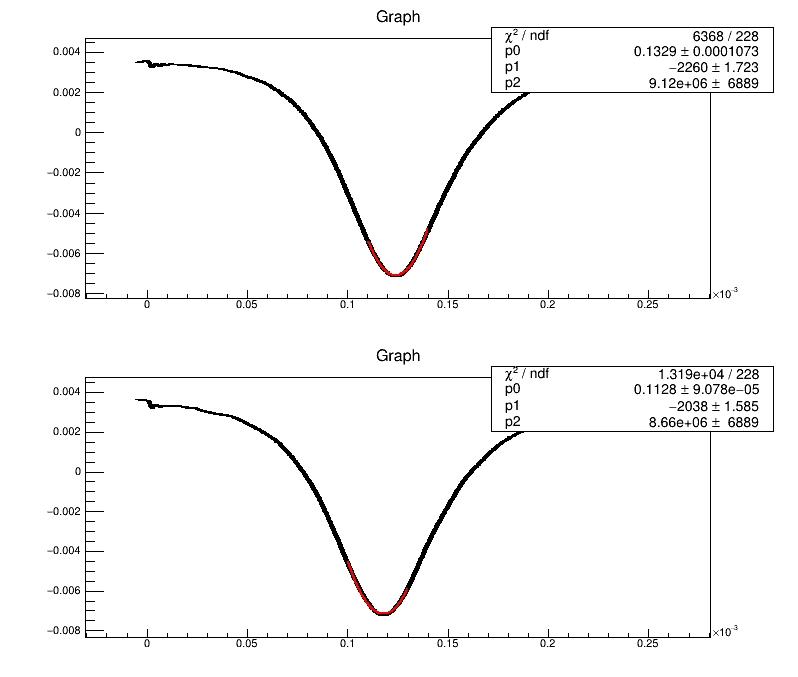 Graph
χ² / ndf 6368 / 228
p0 0.1329 ± 0.0001073
p1 −2260 ± 1.723
p2 9.12e+06 ± 6889
0.004
0.002
0
−0.002
−0.004
−0.006
−0.008
0 0.05 0.1 0.15 0.2 0.25
×10⁻³
Graph
χ² / ndf 1.319e+04 / 228
p0 0.1128 ± 9.078e−05
p1 −2038 ± 1.585
p2 8.66e+06 ± 6889
0.004
0.002
0
−0.002
−0.004
−0.006
−0.008
0 0.05 0.1 0.15 0.2 0.25
×10⁻³